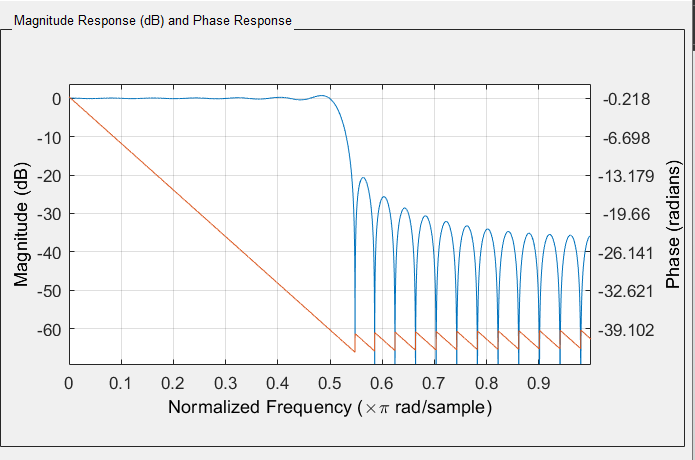 Magnitude Response (dB) and Phase Response
Magnitude (dB)
0
-10
-20
-30
-40
-50
-60
-0.218
-6.698
-13.179
-19.66
-26.141
-32.621
-39.102
Phase (radians)
0 0.1 0.2 0.3 0.4 0.5 0.6 0.7 0.8 0.9
Normalized Frequency (×π rad/sample)